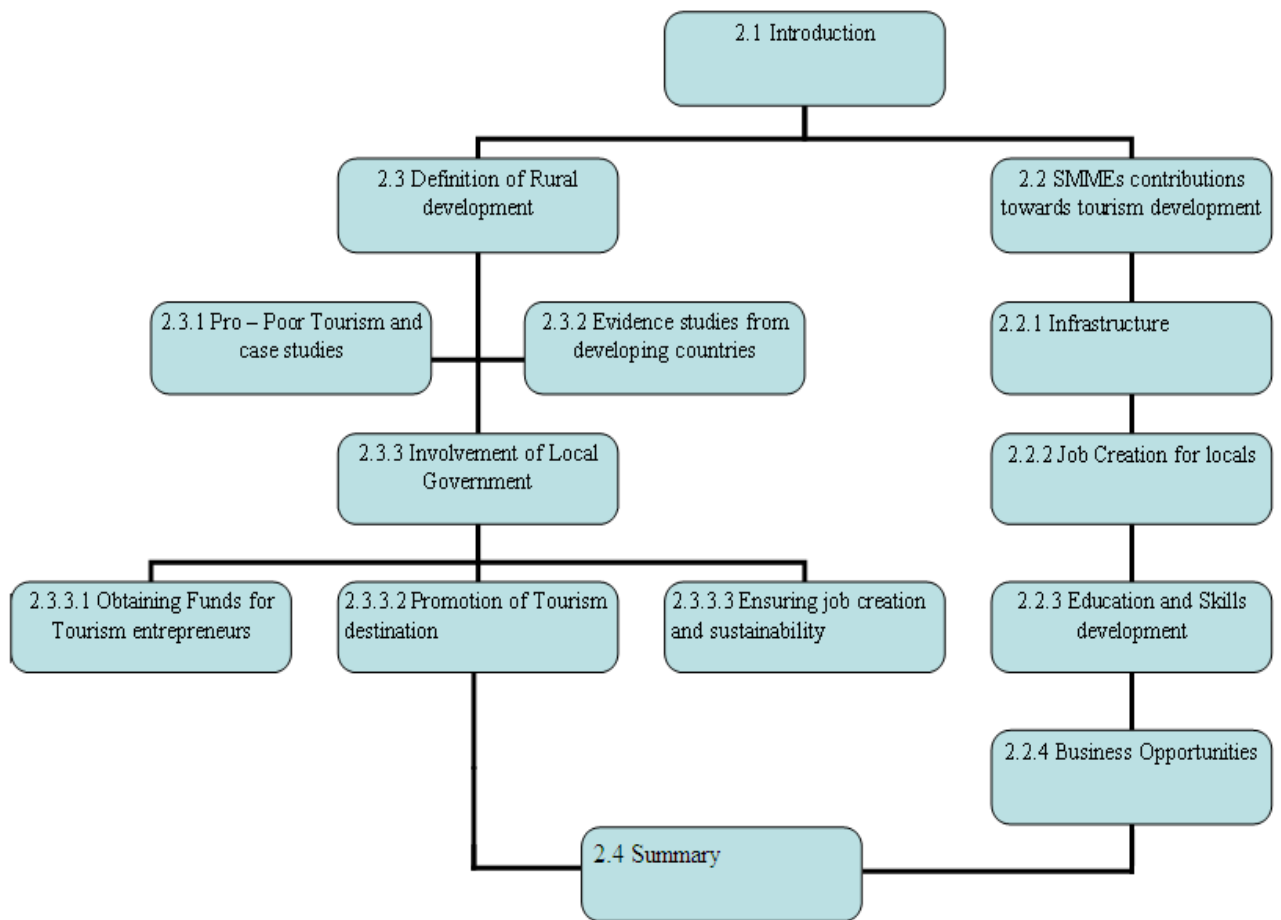 2.1 Introduction
2.3 Definition of Rural
development
2.2 SMMEs contributions
towards tourism development
2.3.1 Pro – Poor Tourism and
case studies
2.3.2 Evidence studies from
developing countries
2.2.1 Infrastructure
2.3.3 Involvement of Local
Government
2.2.2 Job Creation for locals
2.3.3.1 Obtaining Funds for
Tourism entrepreneurs
2.3.3.2 Promotion of Tourism
destination
2.3.3.3 Ensuring job creation
and sustainability
2.2.3 Education and Skills
development
2.2.4 Business Opportunities
2.4 Summary